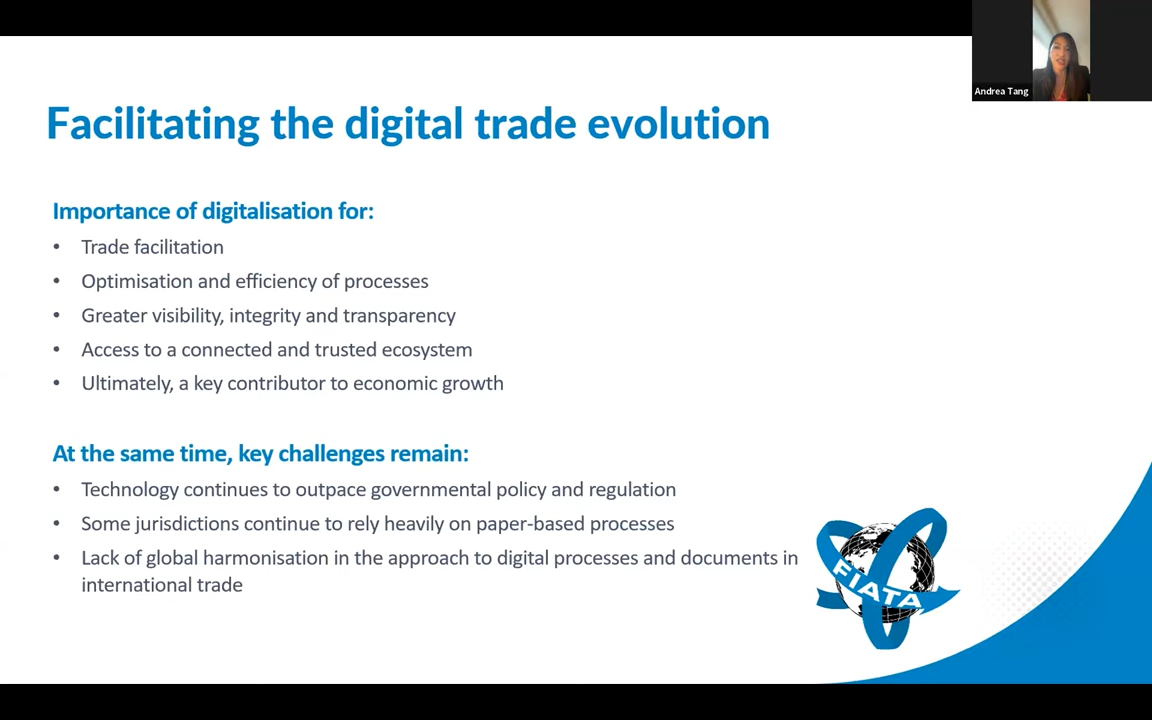 Andrea Tang
Facilitating the digital trade evolution
Importance of digitalisation for:
• Trade facilitation
• Optimisation and efficiency of processes
• Greater visibility, integrity and transparency
• Access to a connected and trusted ecosystem
• Ultimately, a key contributor to economic growth
At the same time, key challenges remain:
• Technology continues to outpace governmental policy and regulation
• Some jurisdictions continue to rely heavily on paper-based processes
• Lack of global harmonisation in the approach to digital processes and documents in
international trade
FIATA